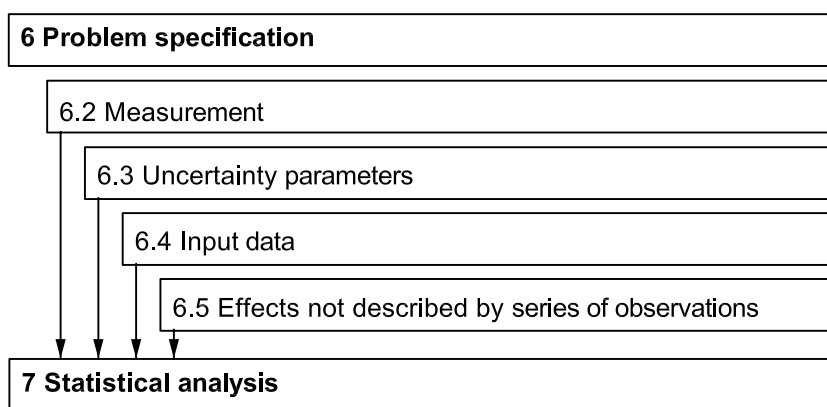 6 Problem specification
6.2 Measurement
6.3 Uncertainty parameters
6.4 Input data
6.5 Effects not described by series of observations
7 Statistical analysis